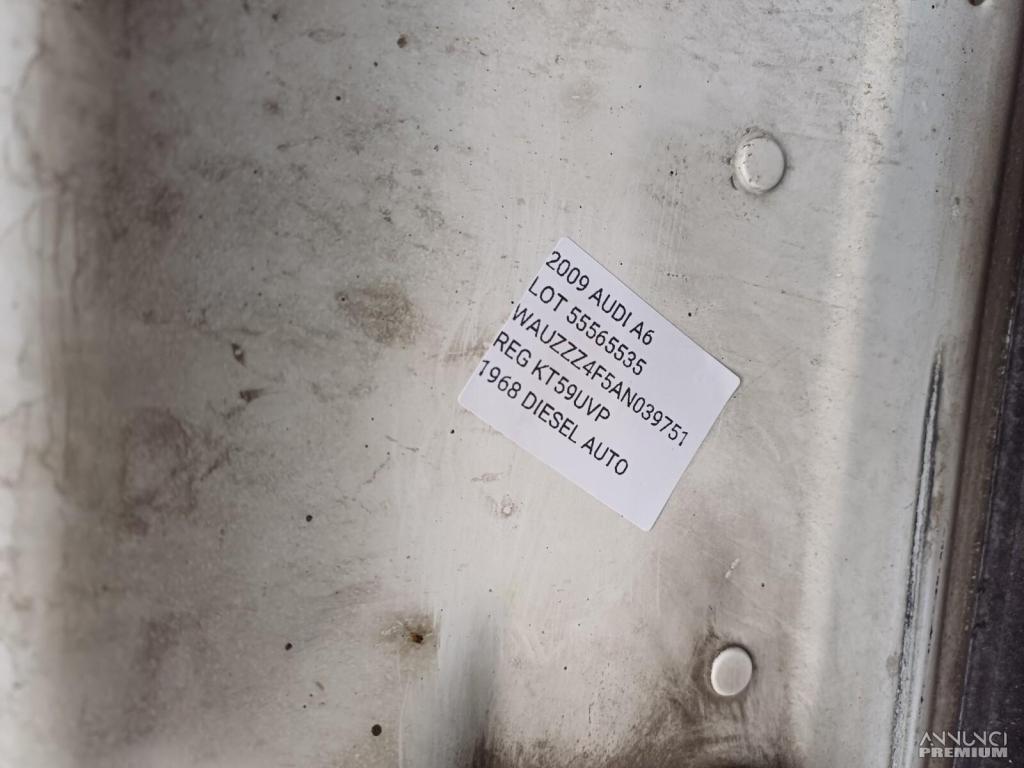 2009 AUDI A6
LOT 55565535
WAUZZZ4F5AN039751
REG KT59UVP
1968 DIESEL AUTO
ANNUNCI
PREMIUM